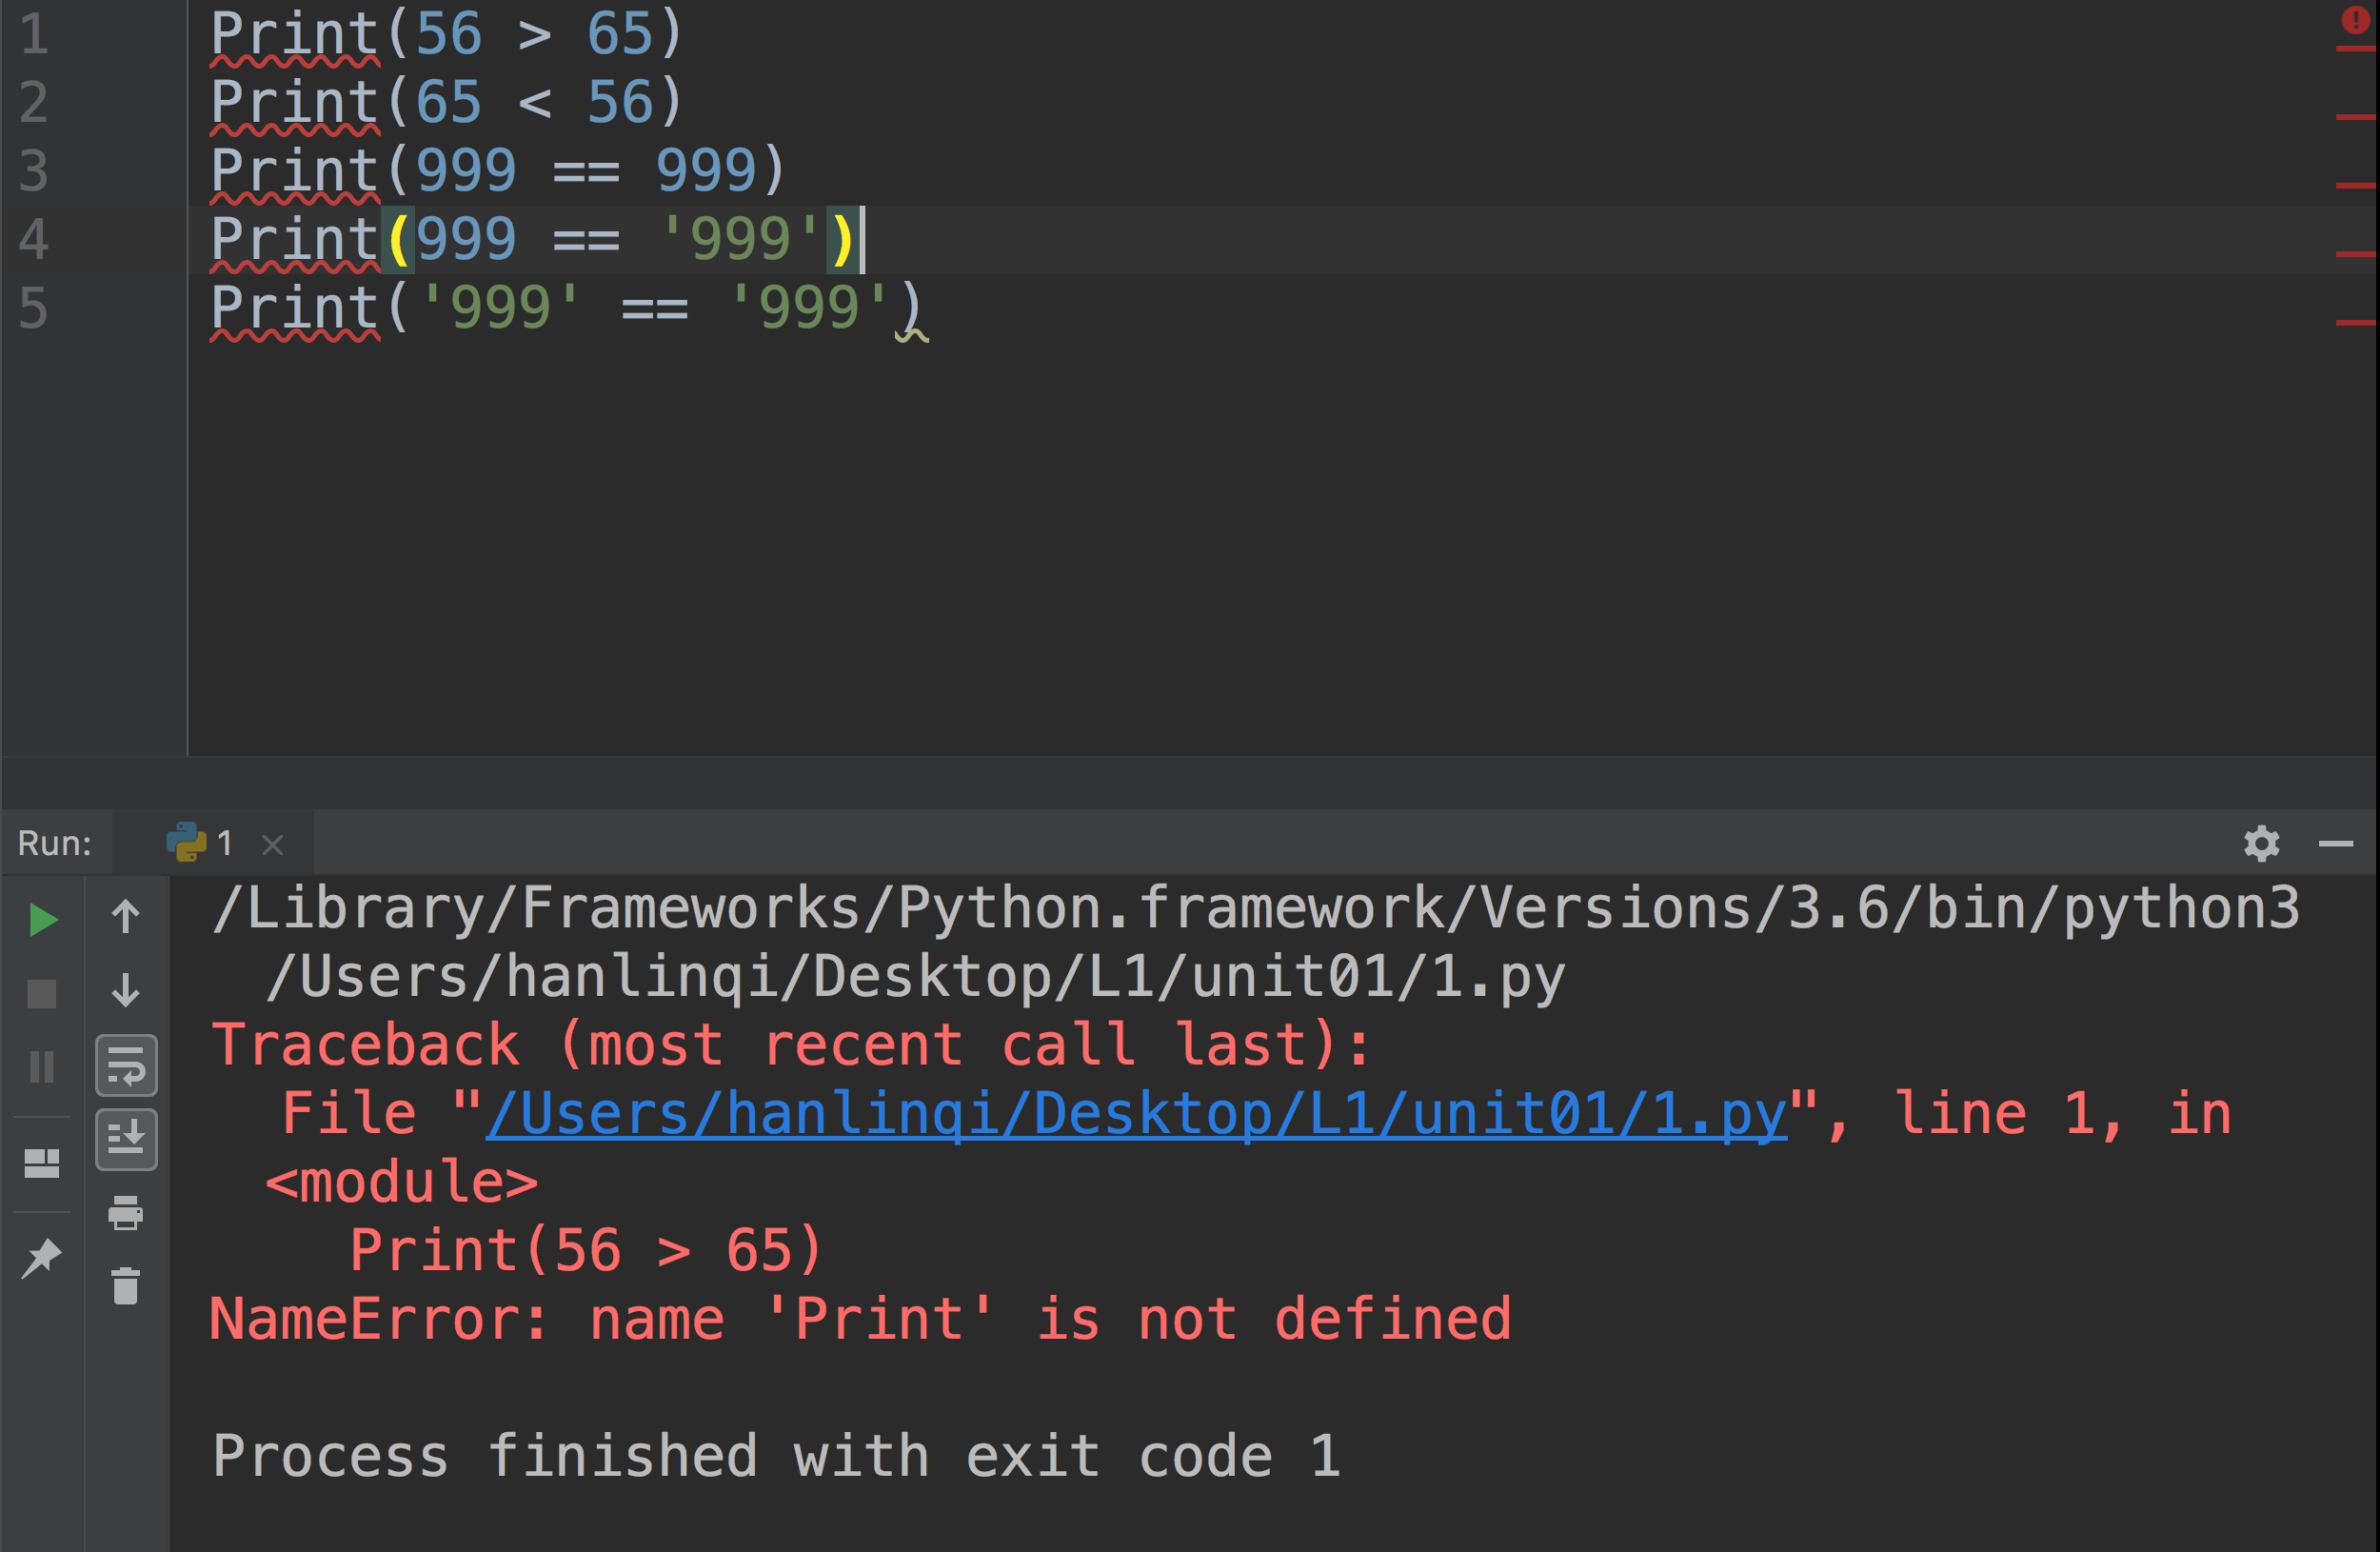 1 Print(56 > 65)
2 Print(65 < 56)
3 Print(999 == 999)
4 Print(999 == '999')
5 Print('999' == '999')
Run: 1
/Library/Frameworks/Python.framework/Versions/3.6/bin/python3
/Users/hanlinqi/Desktop/L1/unit01/1.py
Traceback (most recent call last):
File "/Users/hanlinqi/Desktop/L1/unit01/1.py", line 1, in
<module>
Print(56 > 65)
NameError: name 'Print' is not defined
Process finished with exit code 1